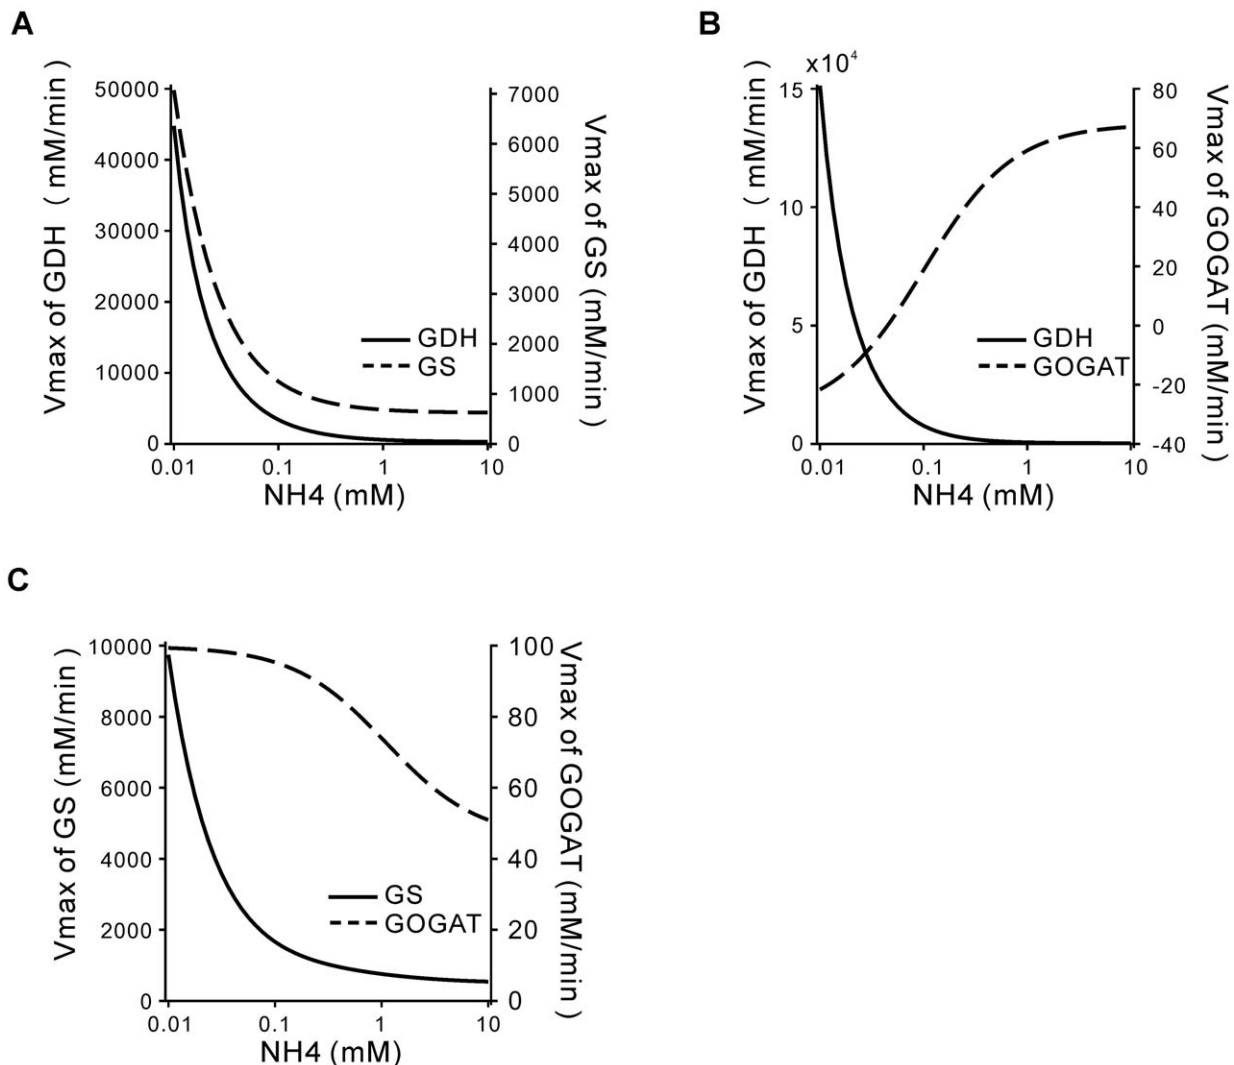 A
B
Vmax of GDH ( mM/min )
50000
40000
30000
20000
10000
0
7000
6000
5000
4000
3000
2000
1000
0
Vmax of GS (mM/min )
GDH
GS
0.01
0.1
1
10
NH4 (mM)
x10⁴
Vmax of GDH ( mM/min )
15
10
5
0
80
60
40
20
0
-20
-40
Vmax of GOGAT (mM/min )
GDH
GOGAT
0.01
0.1
1
10
NH4 (mM)
C
Vmax of GS (mM/min )
10000
8000
6000
4000
2000
0
100
80
60
40
20
0
Vmax of GOGAT (mM/min )
GS
GOGAT
0.01
0.1
1
10
NH4 (mM)